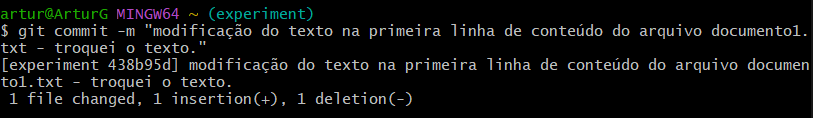 artur@ArturG MINGW64 ~ (experiment)
$ git commit -m "modificação do texto na primeira linha de conteúdo do arquivo documento1.
txt - troquei o texto."
[experiment 438b95d] modificação do texto na primeira linha de conteúdo do arquivo documen
to1.txt - troquei o texto.
 1 file changed, 1 insertion(+), 1 deletion(-)